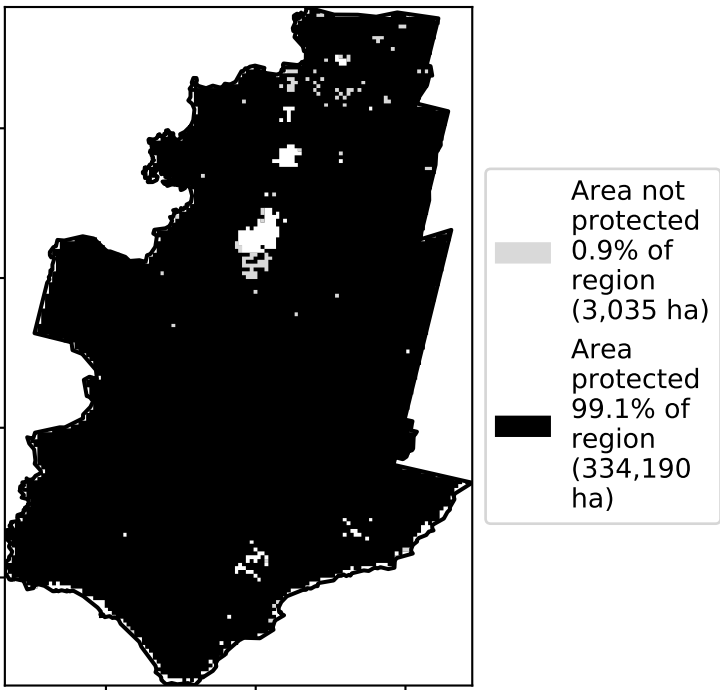 Area not
protected
0.9% of
region
(3,035 ha)
Area
protected
99.1% of
region
(334,190
ha)